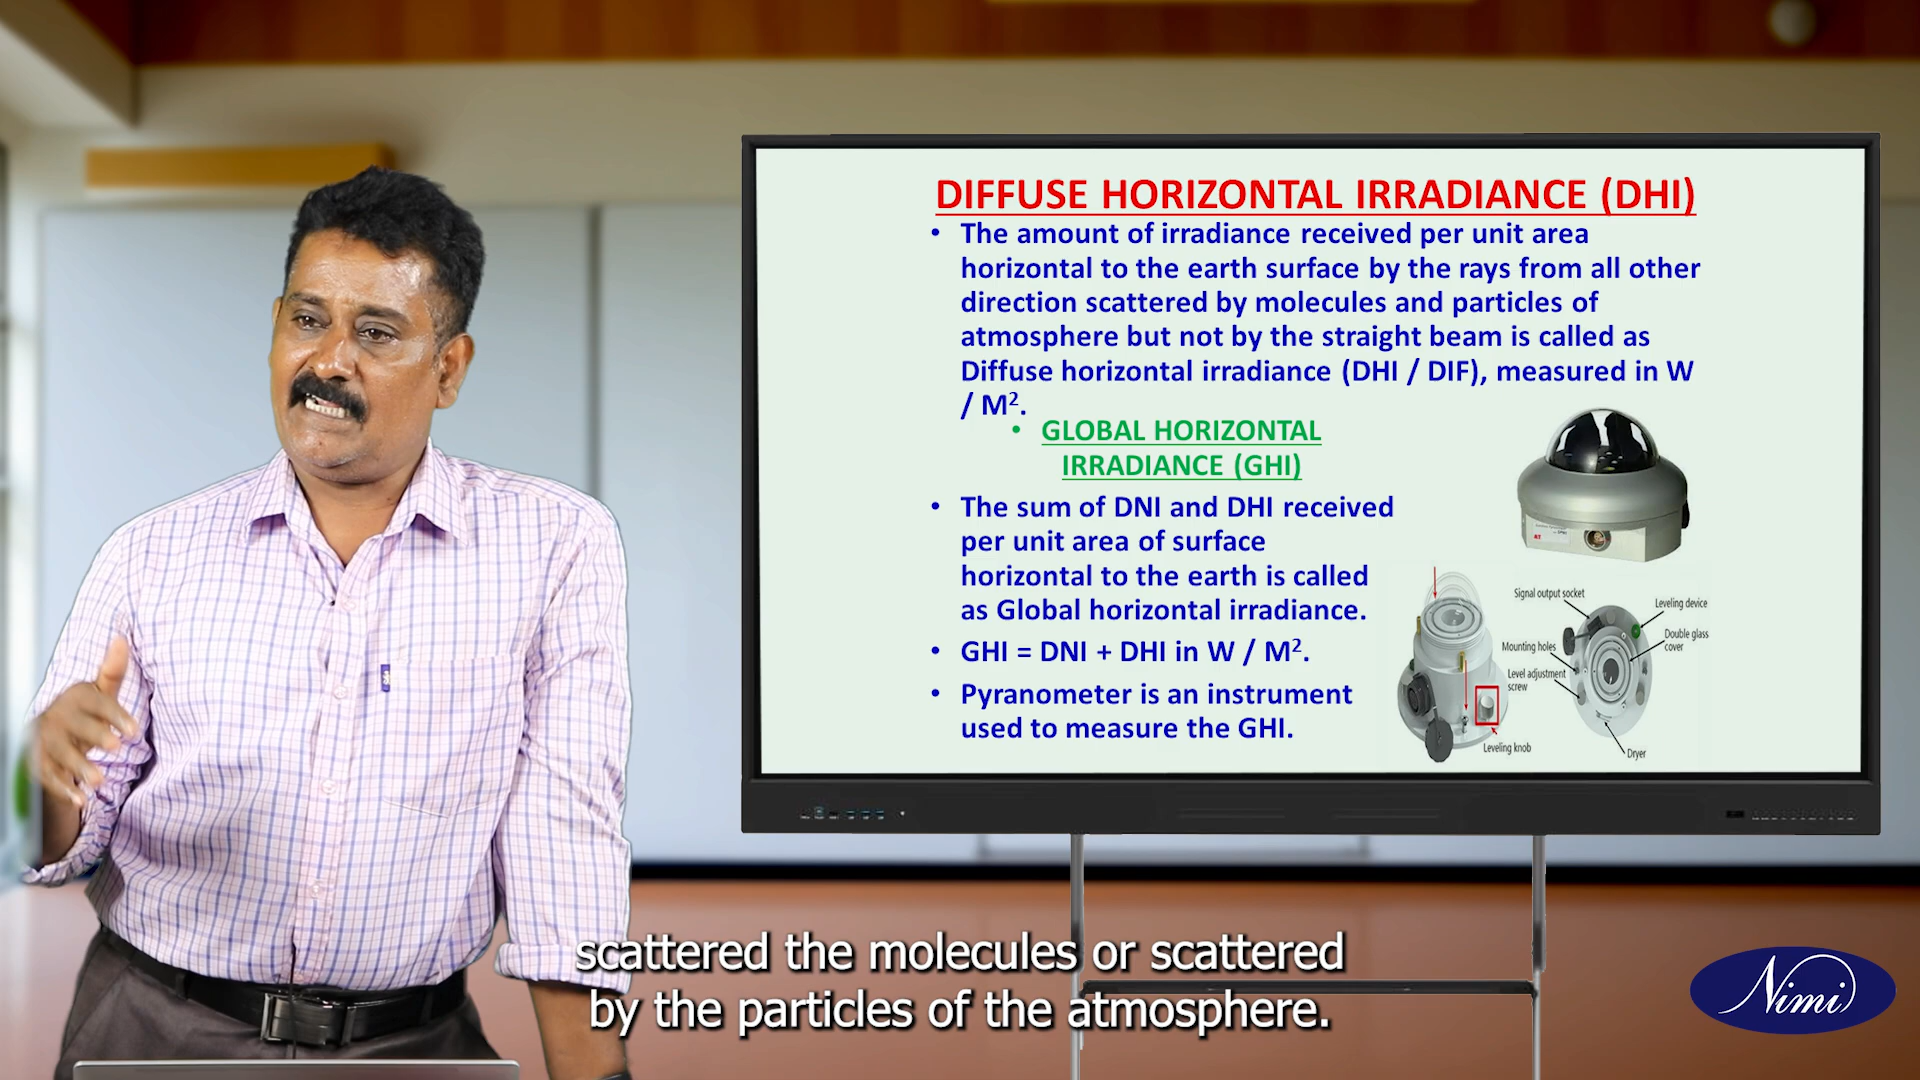 DIFFUSE HORIZONTAL IRRADIANCE (DHI)
• The amount of irradiance received per unit area
horizontal to the earth surface by the rays from all other
direction scattered by molecules and particles of
atmosphere but not by the straight beam is called as
Diffuse horizontal irradiance (DHI / DIF), measured in W
/ M².
• GLOBAL HORIZONTAL
IRRADIANCE (GHI)
• The sum of DNI and DHI received
per unit area of surface
horizontal to the earth is called
as Global horizontal irradiance.
• GHI = DNI + DHI in W / M².
• Pyranometer is an instrument
used to measure the GHI.
Signal output socket
Leveling device
Double glass
cover
Mounting holes
Level adjustment
screw
Leveling knob
Dryer
scattered the molecules or scattered
by the particles of the atmosphere.
Nimi